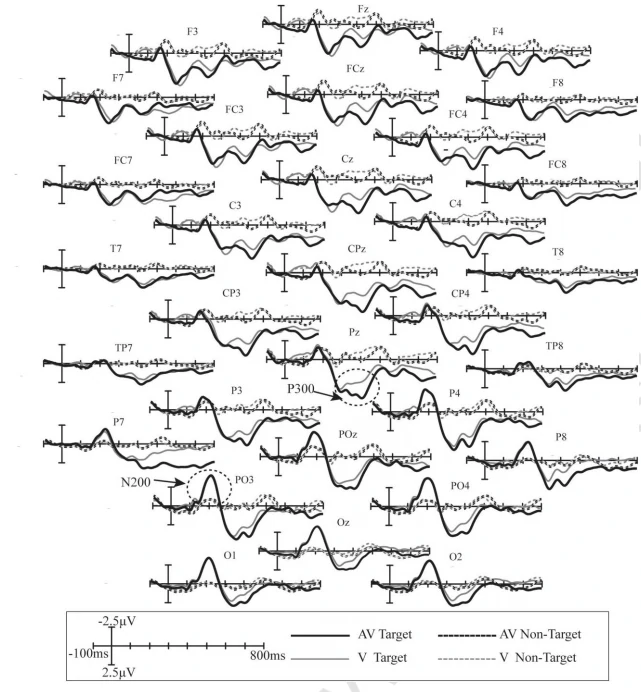 Fz
F3
F4
F7
FCz
F8
FC3
FC4
FC7
Cz
FC8
C3
C4
T7
CPz
T8
CP3
CP4
TP7
Pz
TP8
P300
P3
P4
P7
POz
P8
N200
PO3
PO4
Oz
O1
O2
-2.5μV
AV Target
AV Non-Target
-100ms
800ms
V Target
V Non-Target
2.5μV